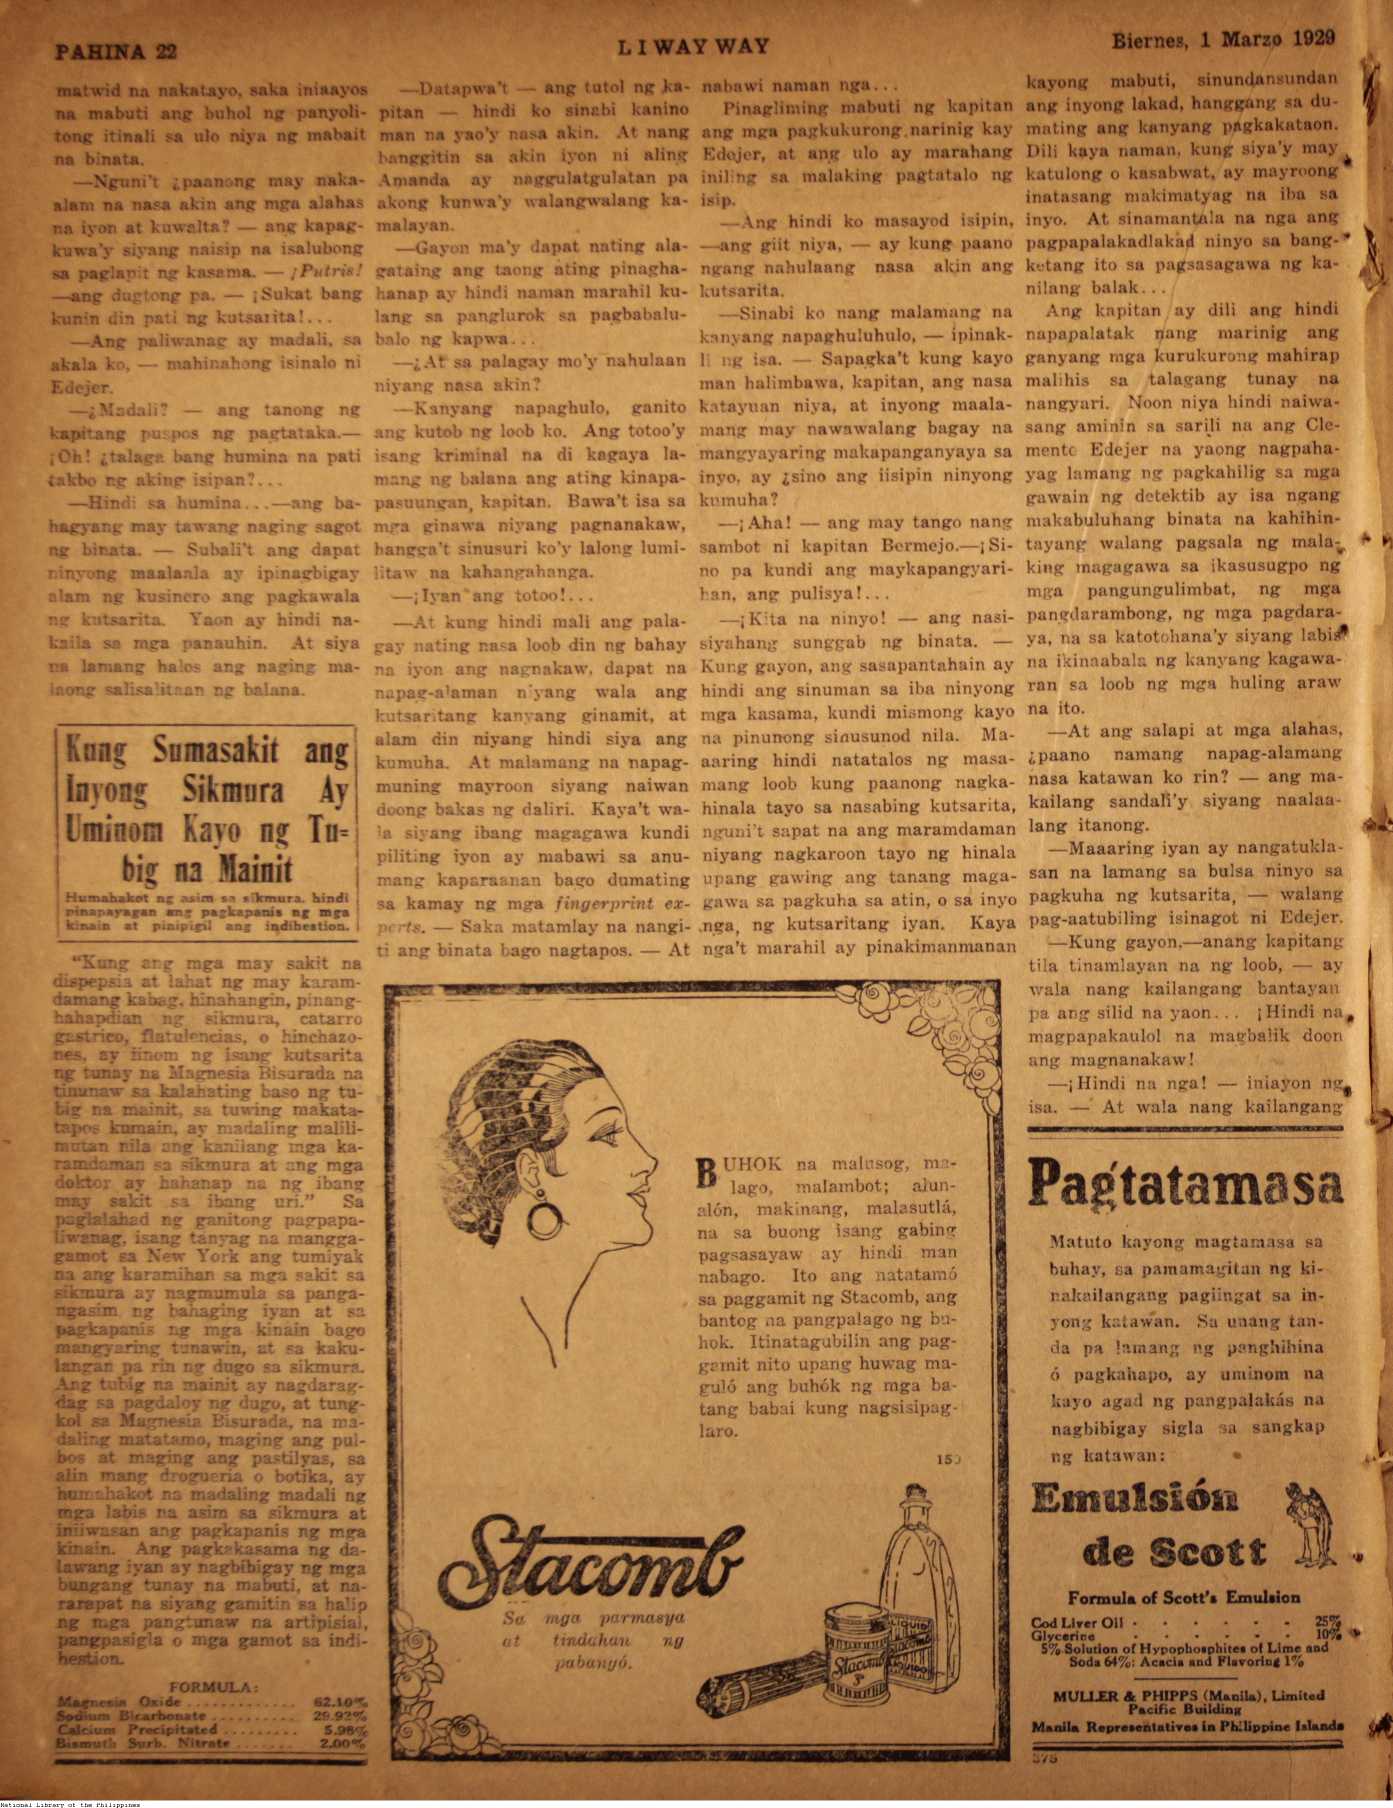 PAHINA 22
LIWAYWAY
Biernes, 1 Marzo 1929
matwid na nakatayo, saka iniaayos
na mabuti ang buhol ng panyoli-
tong itinali sa ulo niya ng mabait
na binata.
—Nguni't ¿paanong may naka-
alam na nasa akin ang mga alahas
na iyon at kuwalta? — ang kapag-
kuwa'y siyang naisip na isalubong
sa paglapit ng kasama. — ¡Putris!
—ang dugtong pa. — ¡Sukat bang
kunin din pati ng kutsarita!...
—Ang paliwanag ay madali, sa
akala ko, — mahinahong isinalo ni
Edejer.
—¿Madali? — ang tanong ng
kapitang puspos ng pagtataka.—
¡Oh! ¿talaga bang humina na pati
takbo ng aking isipan?...
—Hindi sa humina...—ang ba-
hagyang may tawang naging sagot
ng binata. — Subali't ang dapat
ninyong maalaala ay ipinagbigay
alam ng kusinero ang pagkawala
ng kutsarita. Yaon ay hindi na-
kaila sa mga panauhin. At siya
na lamang halos ang naging ma-
laong salisalitaan ng balana.
Kung Sumasakit ang
Inyong Sikmura Ay
Uminom Kayo ng Tu-
big na Mainit
Humahakot ng asim sa sikmura, hindi
pinapayagan ang pagkapanis ng mga
kinain at pinipigil ang indihestion.
"Kung ang mga may sakit na
dispepsia at lahat ng may karam-
damang kabag, hinahangin, pinang-
hahapdian ng sikmura, catarro
gastrico, flatulencias, o hinchazo-
nes, ay iinom ng isang kutsarita
ng tunay na Magnesia Bisurada na
tinunaw sa kalahating baso ng tu-
big na mainit, sa tuwing makata-
tapos kumain, ay madaling malili-
mutan nila ang kanilang mga ka-
ramdaman sa sikmura at ang mga
doktor ay hahanap na ng ibang
may sakit sa ibang uri." Sa
paglalahad ng ganitong pagpapa-
liwanag, isang tanyag na mangga-
gamot sa New York ang tumiyak
na ang karamihan sa mga sakit sa
sikmura ay nagmumula sa panga-
ngasim ng bahaging iyan at sa
pagkapanis ng mga kinain bago
mangyaring tunawin, at sa kaku-
langan pa rin ng dugo sa sikmura.
Ang tubig na mainit ay nagdarag-
dag sa pagdaloy ng dugo, at tung-
kol sa Magnesia Bisurada, na ma-
daling matatamo, maging ang pul-
bos at maging ang pastilyas, sa
alin mang drogueria o botika, ay
humahakot na madaling madali ng
mga labis na asim sa sikmura at
iniiwasan ang pagkapanis ng mga
kinain. Ang pagkakasama ng da-
lawang iyan ay nagbibigay ng mga
bungang tunay na mabuti, at na-
rarapat na siyang gamitin sa halip
ng mga pangtunaw na artipisial,
pangpasigla o mga gamot sa indi-
hestion.
FORMULA:
Magnesia Oxide ............ 62.10%
Sodium Bicarbonate .......... 29.92%
Calcium Precipitated ......... 5.98%
Bismuth Surb. Nitrate ....... 2.00%
—Datapwa't — ang tutol ng ka-
pitan — hindi ko sinabi kanino
man na yao'y nasa akin. At nang
banggitin sa akin iyon ni aling
Amanda ay naggulatgulatan pa
akong kunwa'y walangwalang ka-
malayan.
—Gayon ma'y dapat nating ala-
gataing ang taong ating pinagha-
hanap ay hindi naman marahil ku-
lang sa panglurok sa pagbabalu-
balo ng kapwa...
—¿At sa palagay mo'y nahulaan
niyang nasa akin?
—Kanyang napaghulo, ganito
ang kutob ng loob ko. Ang totoo'y
isang kriminal na di kagaya la-
mang ng balana ang ating kinapa-
pasuungan, kapitan. Bawa't isa sa
mga ginawa niyang pagnanakaw,
hangga't sinusuri ko'y lalong lumi-
litaw na kahangahanga.
—¡Iyan ang totoo!...
—At kung hindi mali ang pala-
gay nating nasa loob din ng bahay
na iyon ang nagnakaw, dapat na
napag-alaman niyang wala ang
kutsaritang kanyang ginamit, at
alam din niyang hindi siya ang
kumuha. At malamang na napag-
muning mayroon siyang naiwan
doong bakas ng daliri. Kaya't wa-
la siyang ibang magagawa kundi
piliting iyon ay mabawi sa anu-
mang kaparaanan bago dumating
sa kamay ng mga fingerprint ex-
perts. — Saka matamlay na nangi-
ti ang binata bago nagtapos. — At
nabawi naman nga...
Pinagliming mabuti ng kapitan
ang mga pagkukurong narinig kay
Edejer, at ang ulo ay marahang
iniling sa malaking pagtatalo ng
isip.
—Ang hindi ko masayod isipin,
—ang giit niya, — ay kung paano
ngang nahulaang nasa akin ang
kutsarita.
—Sinabi ko nang malamang na
kanyang napaghuluhulo, — ipinak-
li ng isa. — Sapagka't kung kayo
man halimbawa, kapitan, ang nasa
katayuan niya, at inyong maala-
mang may nawawalang bagay na
mangyayaring makapanganyaya sa
inyo, ay ¿sino ang iisipin ninyong
kumuha?
—¡Aha! — ang may tango nang
sambot ni kapitan Bermejo.—¡Si-
no pa kundi ang maykapangyari-
han, ang pulisya!...
—¡Kita na ninyo! — ang nasi-
siyahang sunggab ng binata. —
Kung gayon, ang sasapantahain ay
hindi ang sinuman sa iba ninyong
mga kasama, kundi mismong kayo
na pinunong sinusunod nila. Ma-
aaring hindi natatalos ng masa-
mang loob kung paanong nagka-
hinala tayo sa nasabing kutsarita,
nguni't sapat na ang maramdaman
niyang nagkaroon tayo ng hinala
upang gawing ang tanang maga-
gawa sa pagkuha sa atin, o sa inyo
nga, ng kutsaritang iyan. Kaya
nga't marahil ay pinakimanmanan
kayong mabuti, sinundansundan
ang inyong lakad, hanggang sa du-
mating ang kanyang pagkakataon.
Dili kaya naman, kung siya'y may
katulong o kasabwat, ay mayroong
inatasang makimatyag na iba sa
inyo. At sinamantala na nga ang
pagpapalakadlakad ninyo sa bang-
ketang ito sa pagsasagawa ng ka-
nilang balak...
Ang kapitan ay dili ang hindi
napapalatak nang marinig ang
ganyang mga kurukurong mahirap
malihis sa talagang tunay na
nangyari. Noon niya hindi naiwa-
sang aminin sa sarili na ang Cle-
mente Edejer na yaong nagpaha-
yag lamang ng pagkahilig sa mga
gawain ng detektib ay isa ngang
makabuluhang binata na kahihin-
tayang walang pagsala ng mala-
king magagawa sa ikasusugpo ng
mga pangungulimbat, ng mga
pangdarambong, ng mga pagdara-
ya, na sa katotohana'y siyang labis
na ikinaabala ng kanyang kagawa-
ran sa loob ng mga huling araw
na ito.
—At ang salapi at mga alahas,
¿paano namang napag-alamang
nasa katawan ko rin? — ang ma-
kailang sandali'y siyang naalaa-
lang itanong.
—Maaaring iyan ay nangatukla-
san na lamang sa bulsa ninyo sa
pagkuha ng kutsarita, — walang
pag-aatubiling isinagot ni Edejer.
—Kung gayon,—anang kapitang
tila tinamlayan na ng loob, — ay
wala nang kailangang bantayan
pa ang silid na yaon... ¡Hindi na
magpapakaulol na magbalik doon
ang magnanakaw!
—¡Hindi na nga! — iniayon ng
isa. — At wala nang kailangang
BUHOK na malusog, ma-
lago, malambot; alun-
alón, makinang, malasutlá,
na sa buong isang gabing
pagsasayaw ay hindi man
nabago. Ito ang natatamó
sa paggamit ng Stacomb, ang
bantog na pangpalago ng bu-
hok. Itinatagubilin ang pag-
gamit nito upang huwag ma-
guló ang buhók ng mga ba-
tang babai kung nagsisipag-
laro.
Stacomb
Sa mga parmasya
at tindahan ng
pabanyó.
Stacomb
LIQUID
Stacomb
LIQUIDO
Pagtatamasa
Matuto kayong magtamasa sa
buhay, sa pamamagitan ng ki-
nakailangang pagiingat sa in-
yong katawan. Sa unang tan-
da pa lamang ng panghihina
ó pagkahapo, ay uminom na
kayo agad ng pangpalakás na
nagbibigay sigla sa sangkap
ng katawan:
Emulsión
de Scott
Formula of Scott's Emulsion
Cod Liver Oil - - - - - - 25%
Glycerine - - - - - - 10%
5% Solution of Hypophosphites of Lime and
Soda 64%; Acacia and Flavoring 1%
MULLER & PHIPPS (Manila), Limited
Pacific Building
Manila Representatives in Philippine Islands
375
National Library of the Philippines